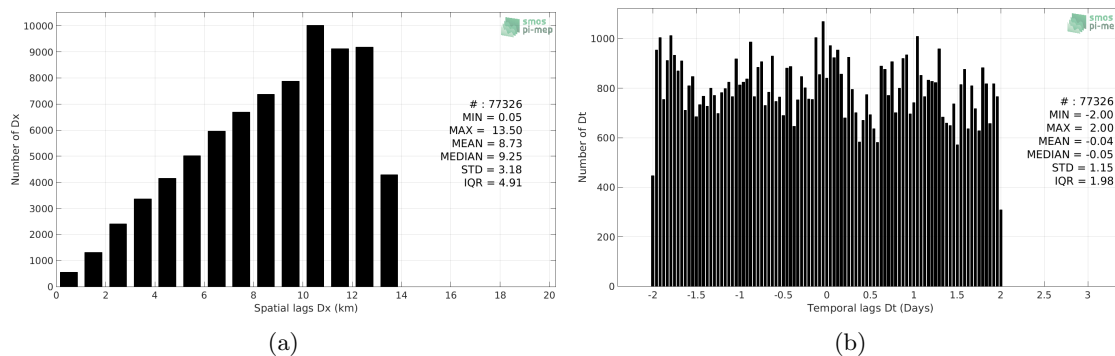 10000
9000
8000
7000
6000
5000
4000
3000
2000
1000
0
Number of Dx
0 2 4 6 8 10 12 14 16 18 20
Spatial lags Dx (km)
smos
pi-mep
# : 77326
MIN = 0.05
MAX = 13.50
MEAN = 8.73
MEDIAN = 9.25
STD = 3.18
IQR = 4.91
(a)
1000
800
600
400
200
0
Number of Dt
-2 -1.5 -1 -0.5 0 0.5 1 1.5 2 2.5 3
Temporal lags Dt (Days)
smos
pi-mep
# : 77326
MIN = -2.00
MAX = 2.00
MEAN = -0.04
MEDIAN = -0.05
STD = 1.15
IQR = 1.98
(b)